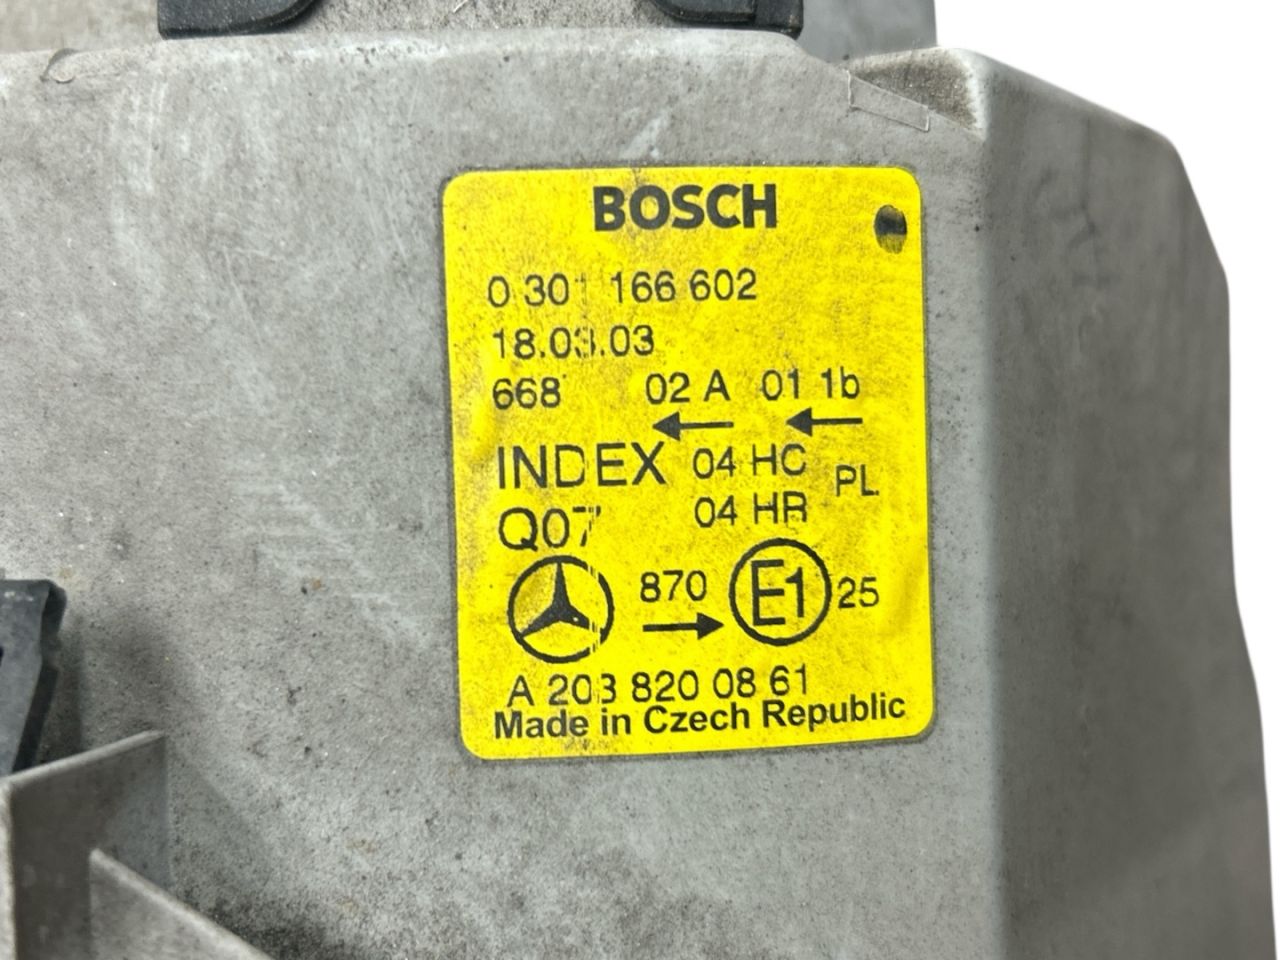 BOSCH
0 301 166 602
18.03.03
668 02 A 01 1b
INDEX 04 HC PL
Q07 04 HR
870 E1 25
A 203 820 08 61
Made in Czech Republic